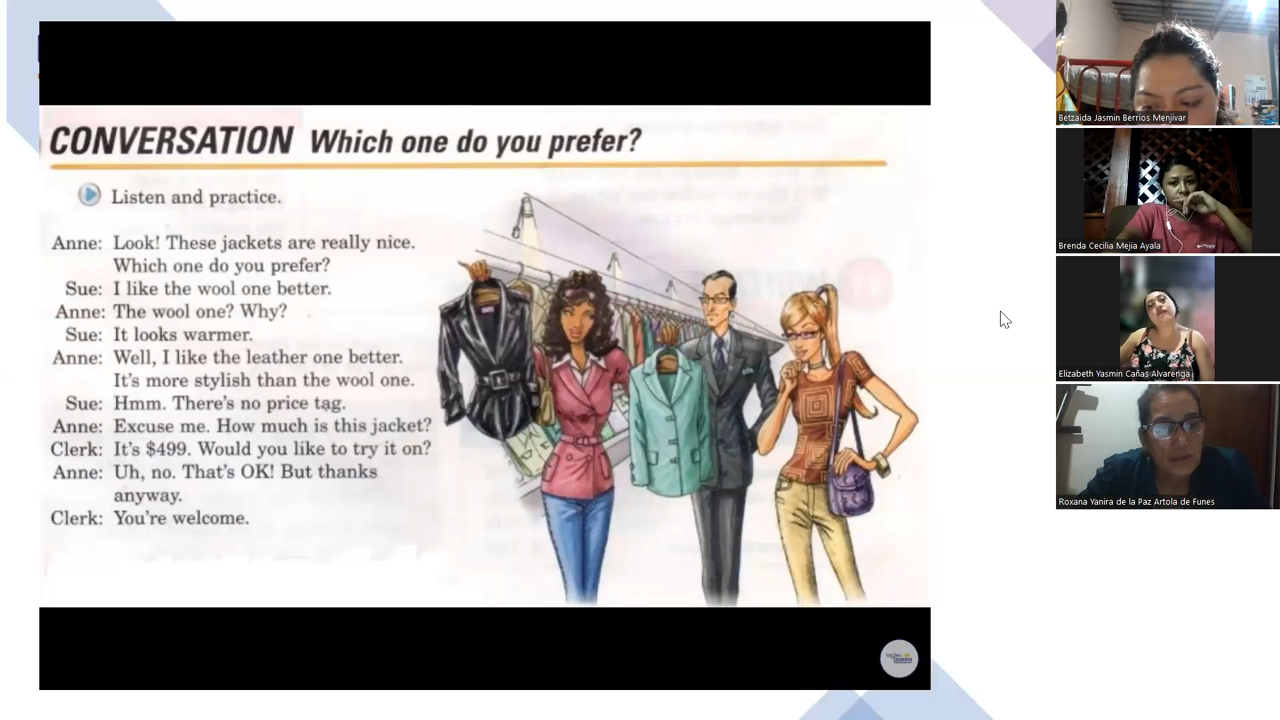 CONVERSATION Which one do you prefer?
Listen and practice.
Anne: Look! These jackets are really nice.
Which one do you prefer?
Sue: I like the wool one better.
Anne: The wool one? Why?
Sue: It looks warmer.
Anne: Well, I like the leather one better.
It's more stylish than the wool one.
Sue: Hmm. There's no price tag.
Anne: Excuse me. How much is this jacket?
Clerk: It's $499. Would you like to try it on?
Anne: Uh, no. That's OK! But thanks
anyway.
Clerk: You're welcome.
Betzaida Jasmin Berrios Menjivar
Brenda Cecilia Mejia Ayala
Elizabeth Yasmin Cañas Alvarenga
Roxana Yanira de la Paz Artola de Funes